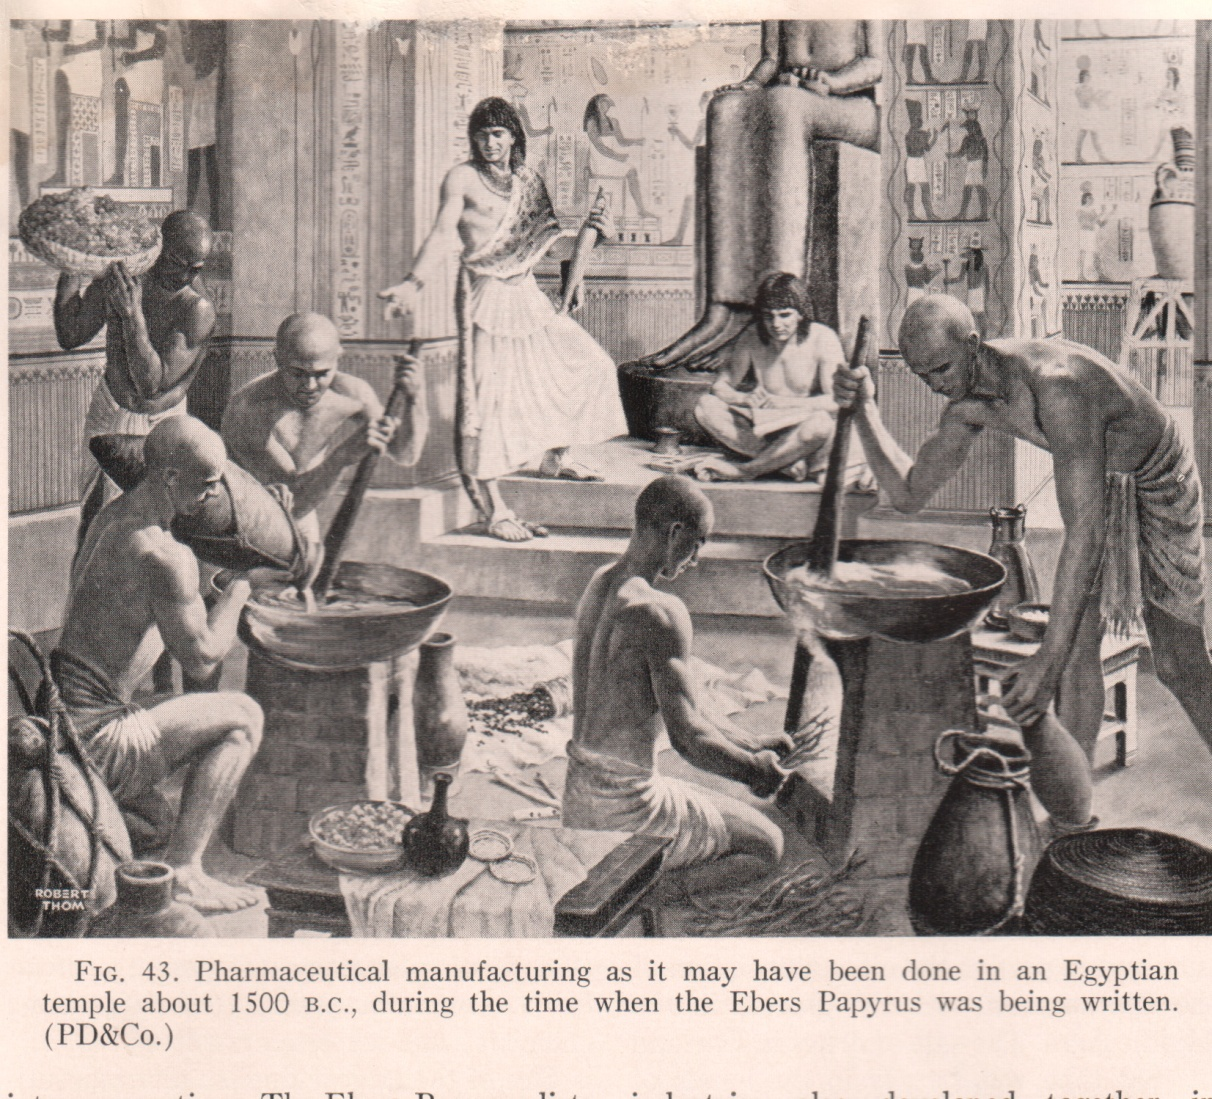 ROBERT
THOM
FIG. 43. Pharmaceutical manufacturing as it may have been done in an Egyptian
temple about 1500 B.C., during the time when the Ebers Papyrus was being written.
(PD&Co.)